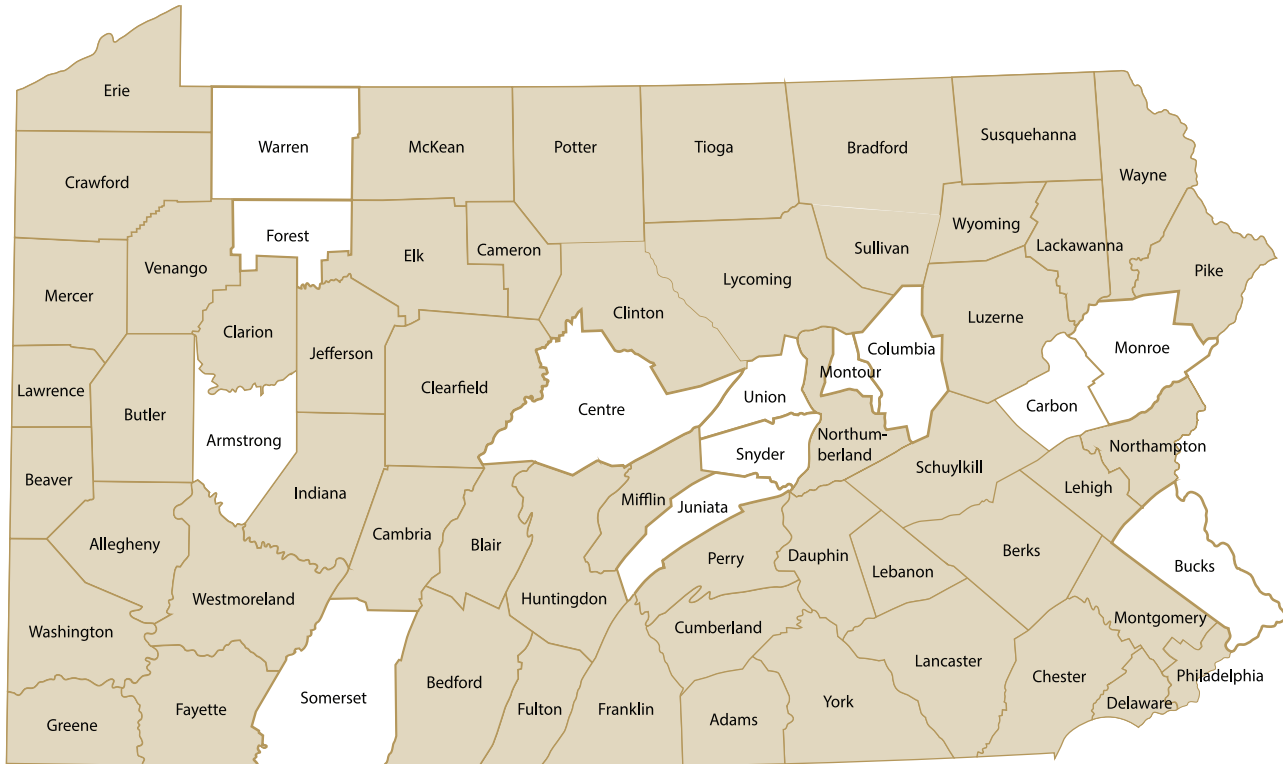 Erie
Warren
McKean
Potter
Tioga
Bradford
Susquehanna
Wayne
Crawford
Forest
Venango
Elk
Cameron
Clinton
Lycoming
Sullivan
Wyoming
Lackawanna
Pike
Mercer
Clarion
Jefferson
Clearfield
Luzerne
Columbia
Montour
Monroe
Lawrence
Butler
Armstrong
Centre
Union
Carbon
Beaver
Indiana
Snyder
Northum-
berland
Schuylkill
Northampton
Lehigh
Mifflin
Juniata
Allegheny
Cambria
Blair
Huntingdon
Perry
Dauphin
Lebanon
Berks
Bucks
Washington
Westmoreland
Cumberland
Montgomery
Greene
Fayette
Somerset
Bedford
Fulton
Franklin
Adams
York
Lancaster
Chester
Delaware
Philadelphia